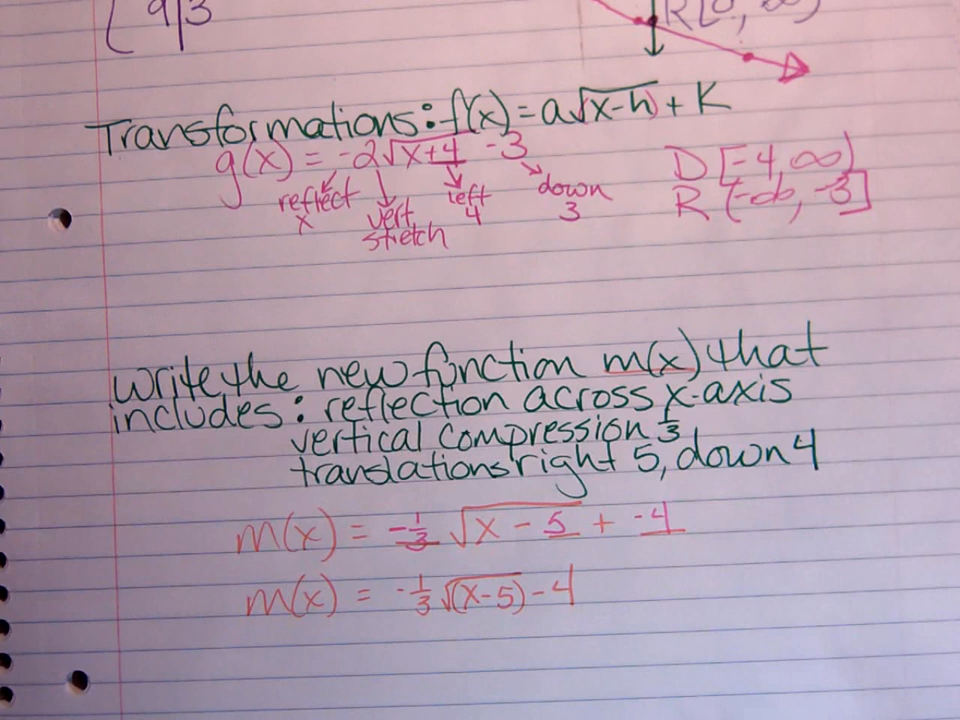 9|3
R[0, ∞)
Transformations: f(x) = a√x-h + K
g(x) = -2√x+4 -3
D [-4, ∞)
reflect x
vert stretch
left 4
down 3
R (-∞, -3]
Write the new function m(x) that
includes: reflection across x-axis
vertical compression 1/3
translations right 5, down 4
m(x) = -1/3 √x - 5 + -4
m(x) = -1/3 √(x-5) - 4